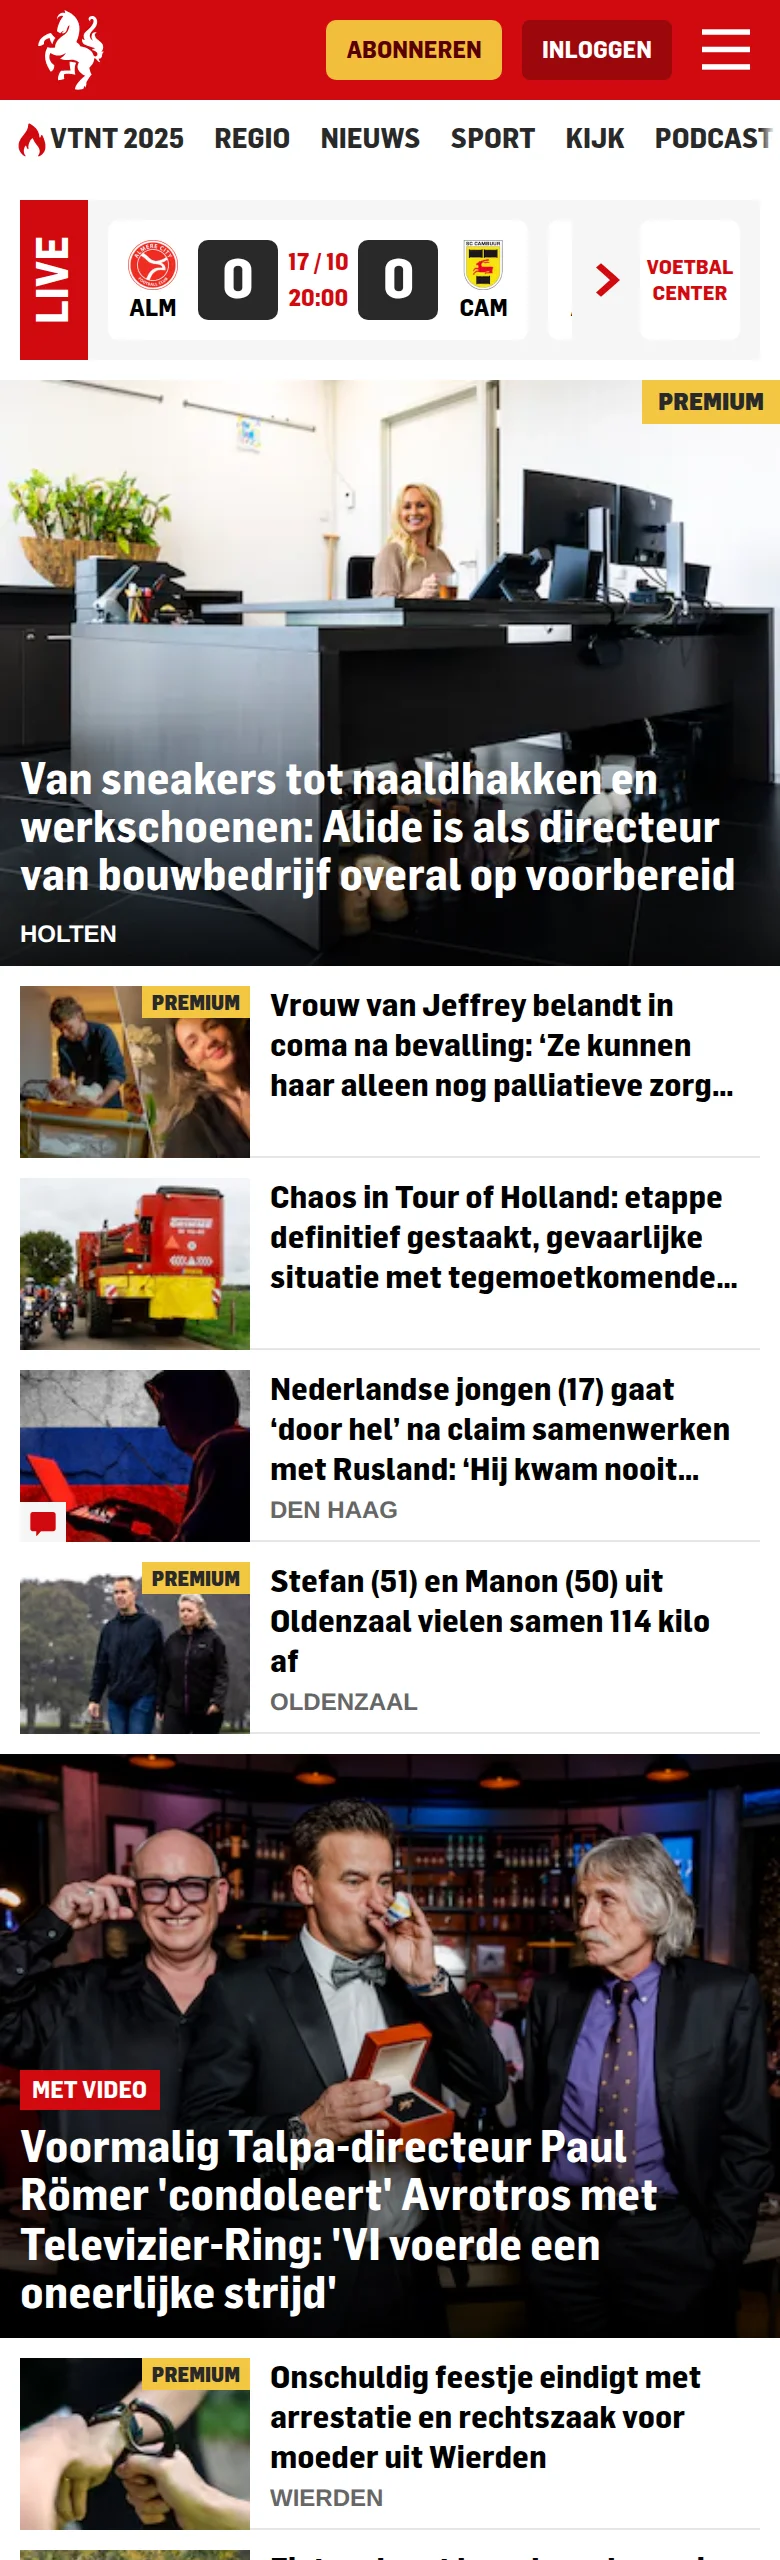 ABONNEREN
INLOGGEN
VTNT 2025
REGIO
NIEUWS
SPORT
KIJK
PODCAST
LIVE
ALM
0
17 / 10
20:00
0
SC CAMBUUR
CAM
VOETBAL
CENTER
PREMIUM
Van sneakers tot naaldhakken en
werkschoenen: Alide is als directeur
van bouwbedrijf overal op voorbereid
HOLTEN
PREMIUM
Vrouw van Jeffrey belandt in
coma na bevalling: ‘Ze kunnen
haar alleen nog palliatieve zorg...
Chaos in Tour of Holland: etappe
definitief gestaakt, gevaarlijke
situatie met tegemoetkomende...
Nederlandse jongen (17) gaat
‘door hel’ na claim samenwerken
met Rusland: ‘Hij kwam nooit...
DEN HAAG
PREMIUM
Stefan (51) en Manon (50) uit
Oldenzaal vielen samen 114 kilo
af
OLDENZAAL
MET VIDEO
Voormalig Talpa-directeur Paul
Römer 'condoleert' Avrotros met
Televizier-Ring: 'VI voerde een
oneerlijke strijd'
PREMIUM
Onschuldig feestje eindigt met
arrestatie en rechtszaak voor
moeder uit Wierden
WIERDEN